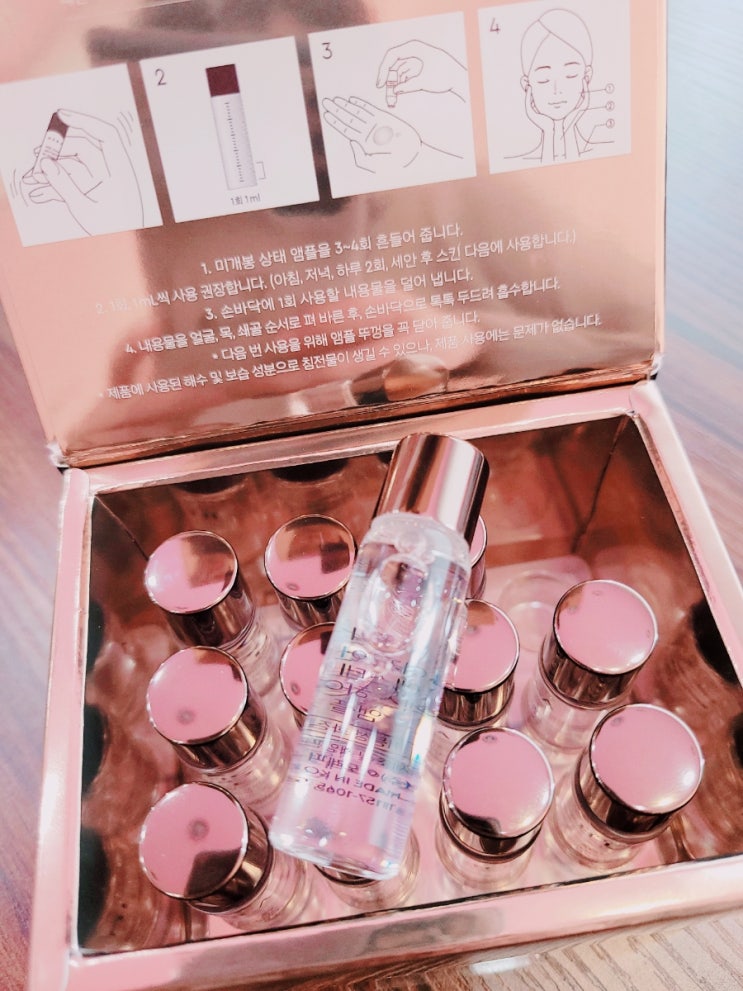 2
3
4
1회 1ml
①
②
③
1. 미개봉 상태 앰플을 3~4회 흔들어 줍니다.
2. 1회, 1mL씩 사용 권장합니다. (아침, 저녁, 하루 2회, 세안 후 스킨 다음에 사용합니다.)
3. 손바닥에 1회 사용할 내용물을 덜어 냅니다.
4. 내용물을 얼굴, 목, 쇄골 순서로 펴 바른 후, 손바닥으로 톡톡 두드려 흡수합니다.
* 다음 번 사용을 위해 앰플 뚜껑을 꼭 닫아 줍니다.
* 제품에 사용된 해수 및 보습 성분으로 침전물이 생길 수 있으나, 제품 사용에는 문제가 없습니다.
MADE IN KO